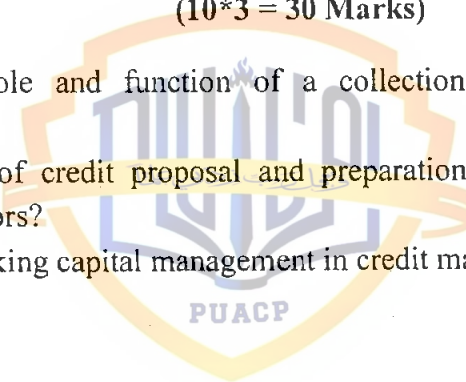 (10*3 = 30 Marks)
ole and function of a collection
of credit proposal and preparation
ors?
king capital management in credit ma
PUACP